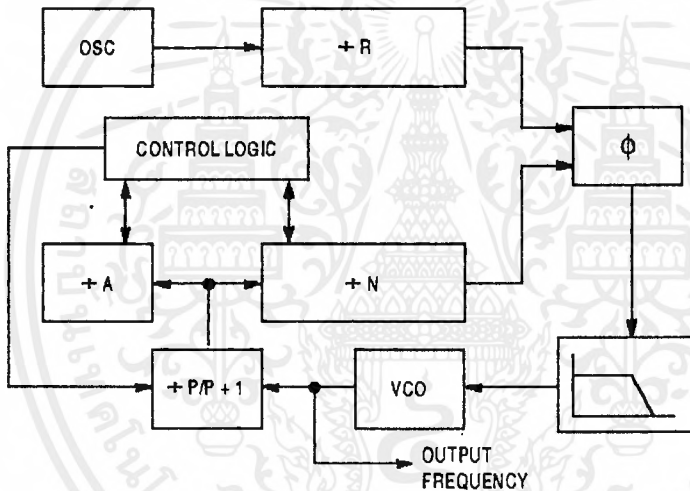 OSC
÷ R
CONTROL LOGIC
ϕ
÷ A
÷ N
÷ P/P + 1
VCO
OUTPUT
FREQUENCY